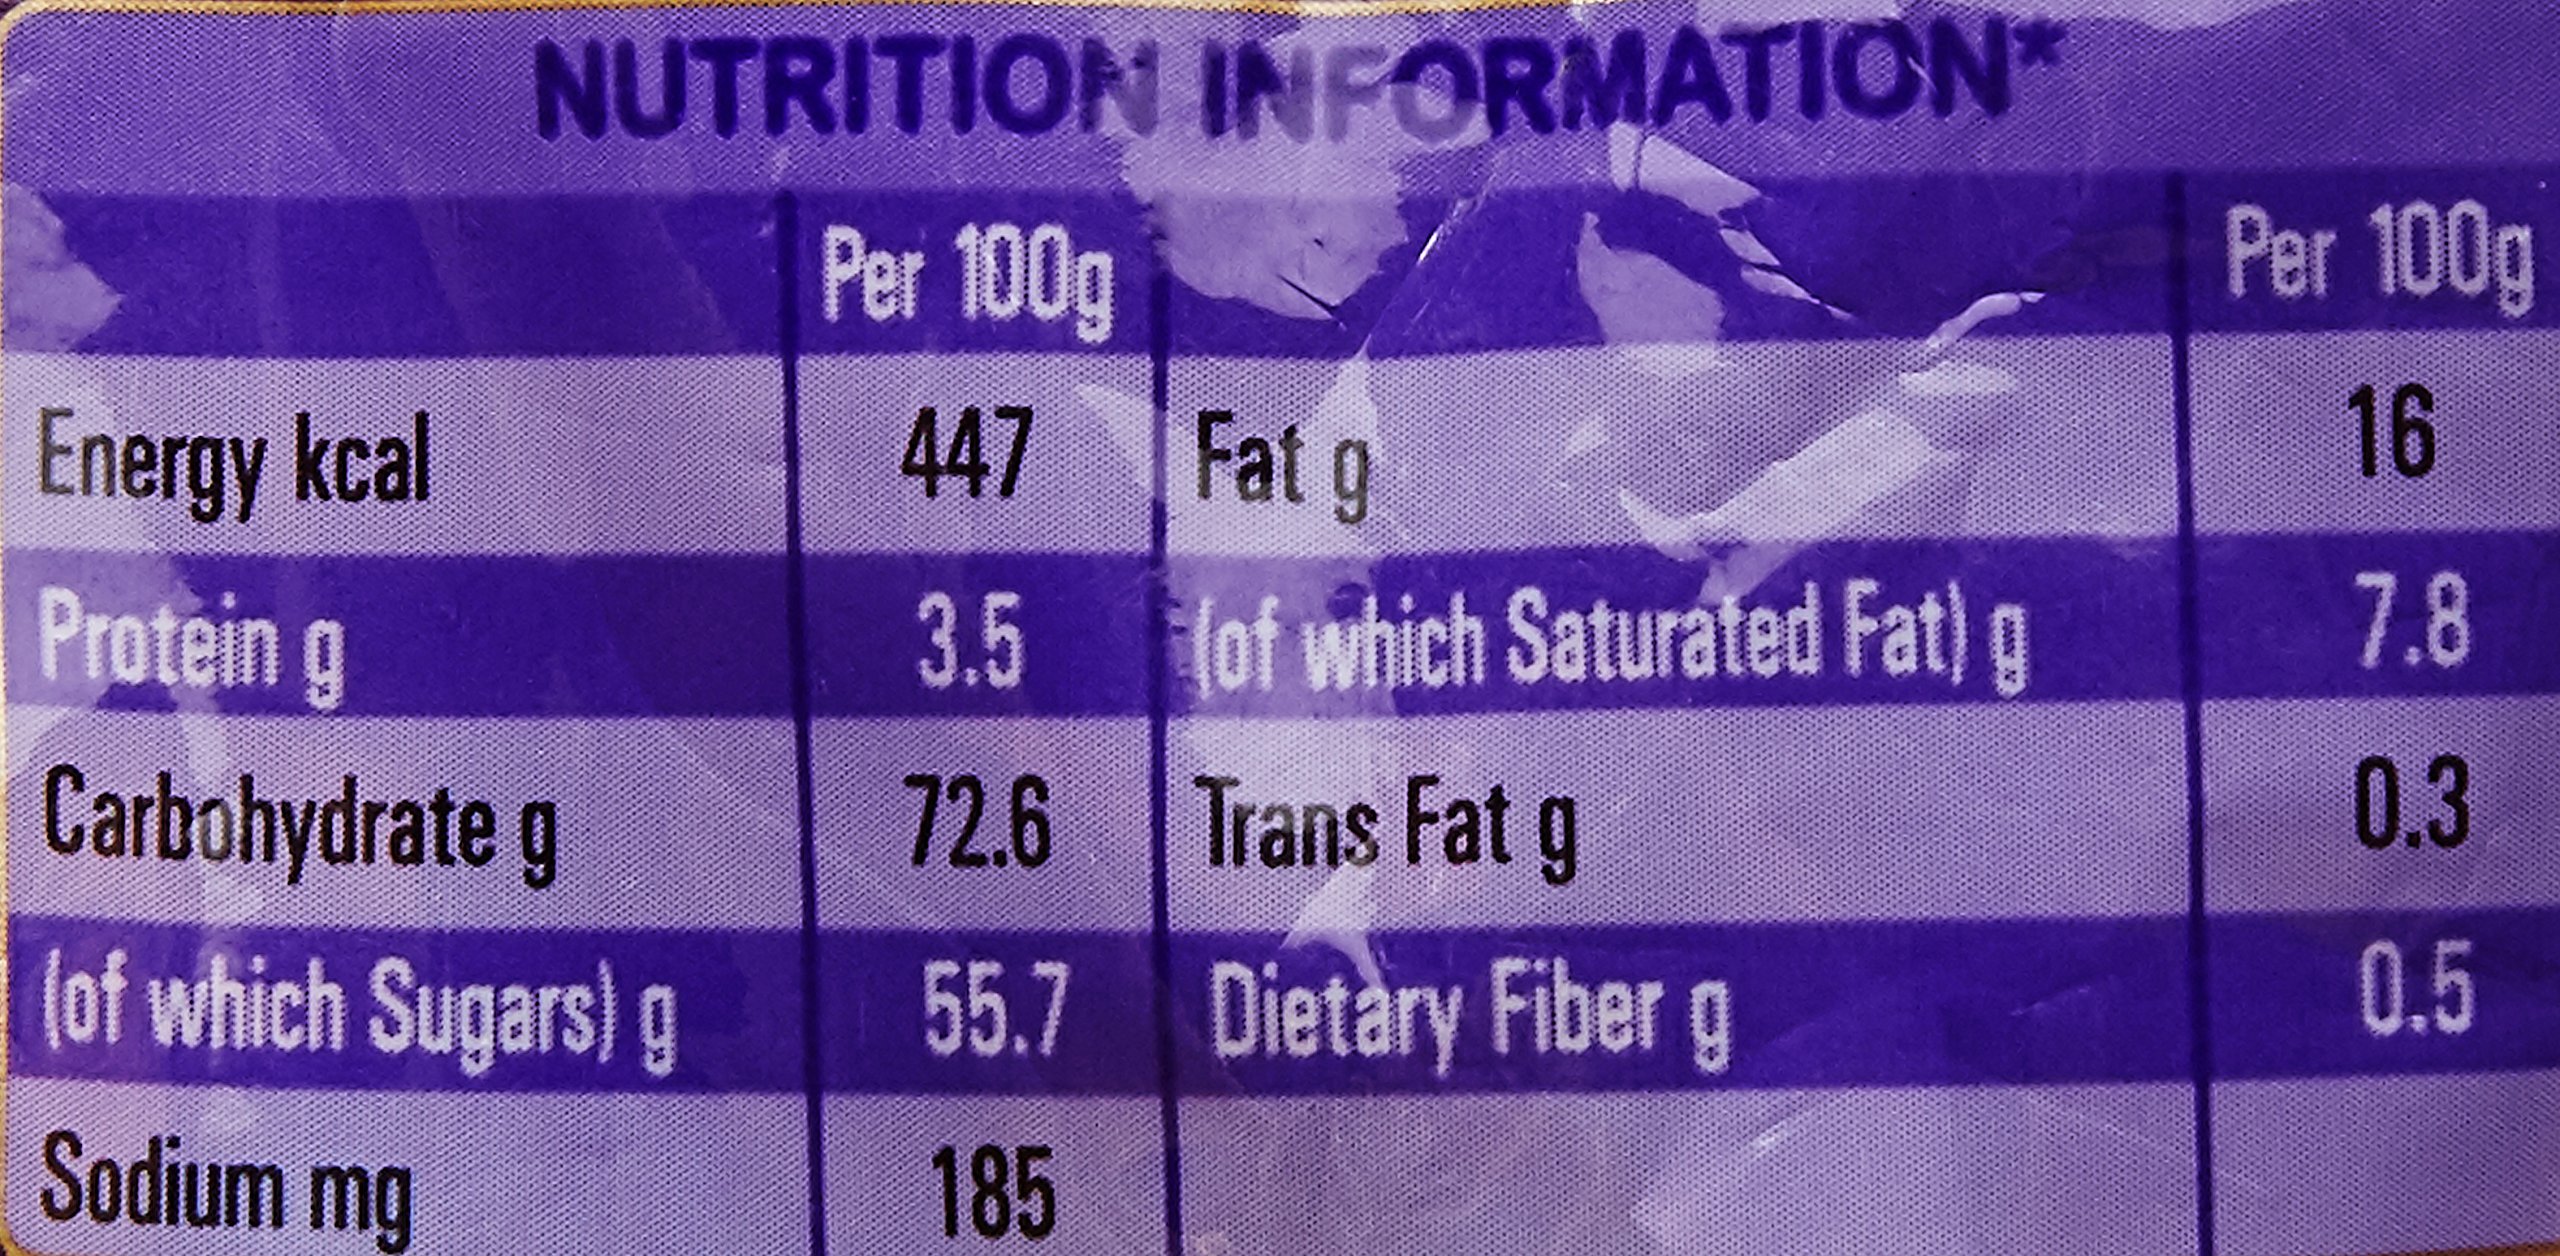 NUTRITION INFORMATION*
Per 100g Per 100g
Energy kcal 447 Fat g 16
Protein g 3.5 (of which Saturated Fat) g 7.8
Carbohydrate g 72.6 Trans Fat g 0.3
(of which Sugars) g 55.7 Dietary Fiber g 0.5
Sodium mg 185